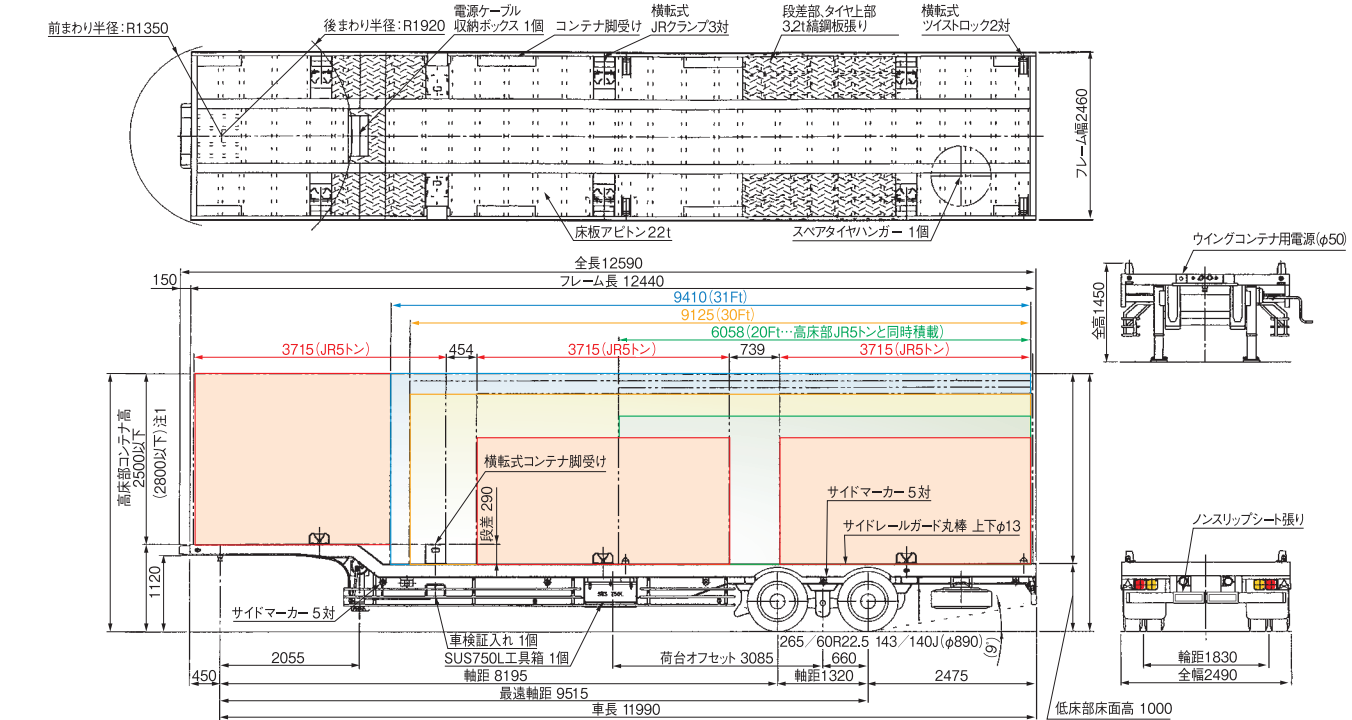 前まわり半径:R1350
後まわり半径:R1920
電源ケーブル
収納ボックス 1個
コンテナ脚受け
横転式
JRクランプ3対
段差部、タイヤ上部
3.2t縞鋼板張り
横転式
ツイストロック2対
フレーム幅2460
床板アピトン22t
スペアタイヤハンガー 1個
ウイングコンテナ用電源(φ50)
全高1450
全長12590
150
フレーム長 12440
9410(31Ft)
9125(30Ft)
6058(20Ft…高床部JR5トンと同時積載)
3715(JR5トン)
454
3715(JR5トン)
739
3715(JR5トン)
高床部コンテナ高
2500以下
(2800以下)注1
横転式コンテナ脚受け
段差 290
サイドマーカー 5対
サイドレールガード丸棒 上下φ13
ノンスリップシート張り
1120
サイドマーカー 5対
車検証入れ 1個
SUS750L工具箱 1個
265/60R22.5 143/140J(φ890)
2055
荷台オフセット 3085
660
450
軸距 8195
軸距1320
2475
最遠軸距 9515
車長 11990
低床部床面高 1000
輪距1830
全幅2490